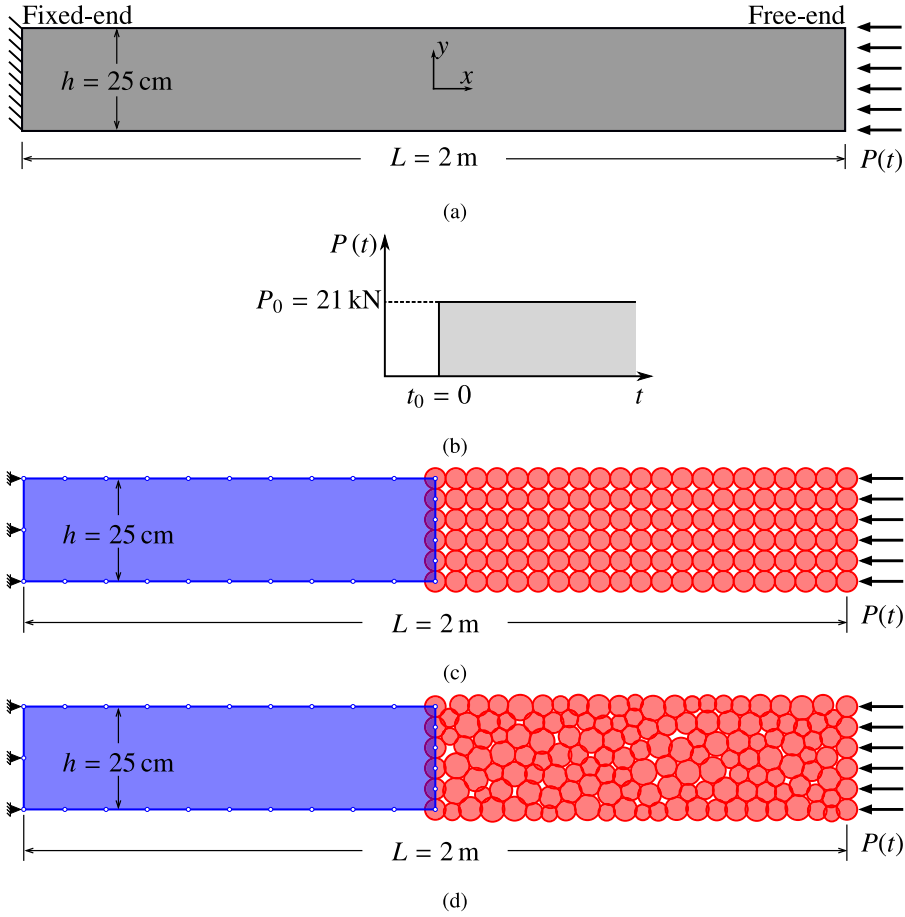 Fixed-end Free-end
y
h = 25 cm
x
L = 2 m P(t)
(a)
P(t)
P₀ = 21 kN
t₀ = 0 t
(b)
h = 25 cm
L = 2 m P(t)
(c)
h = 25 cm
L = 2 m P(t)
(d)